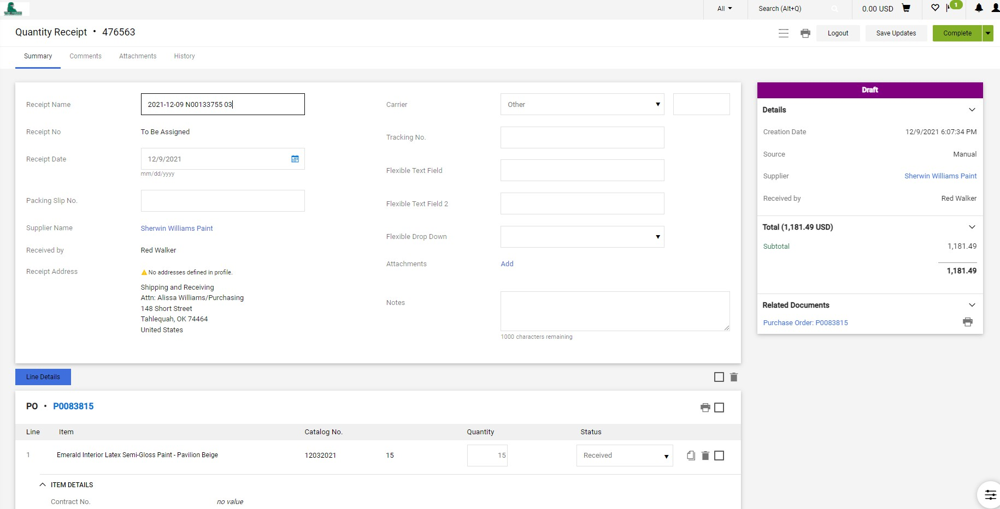 All
Search (Alt+Q)
0.00 USD
1
Quantity Receipt • 476563
Logout
Save Updates
Complete
Summary
Comments
Attachments
History
Receipt Name
2021-12-09 N00133755 03
Receipt No
To Be Assigned
Receipt Date
12/9/2021
mm/dd/yyyy
Packing Slip No.
Supplier Name
Sherwin Williams Paint
Received by
Red Walker
Receipt Address
No addresses defined in profile.
Shipping and Receiving
Attn: Alissa Williams/Purchasing
148 Short Street
Tahlequah, OK 74464
United States
Carrier
Other
Tracking No.
Flexible Text Field
Flexible Text Field 2
Flexible Drop Down
Attachments
Add
Notes
1000 characters remaining
Draft
Details
Creation Date
12/9/2021 6:07:34 PM
Source
Manual
Supplier
Sherwin Williams Paint
Received by
Red Walker
Total (1,181.49 USD)
Subtotal
1,181.49
1,181.49
Related Documents
Purchase Order: P0083815
Line Details
PO • P0083815
Line Item Catalog No. Quantity Status
1 Emerald Interior Latex Semi-Gloss Paint - Pavilion Beige 12032021 15 15 Received
ITEM DETAILS
Contract No. no value